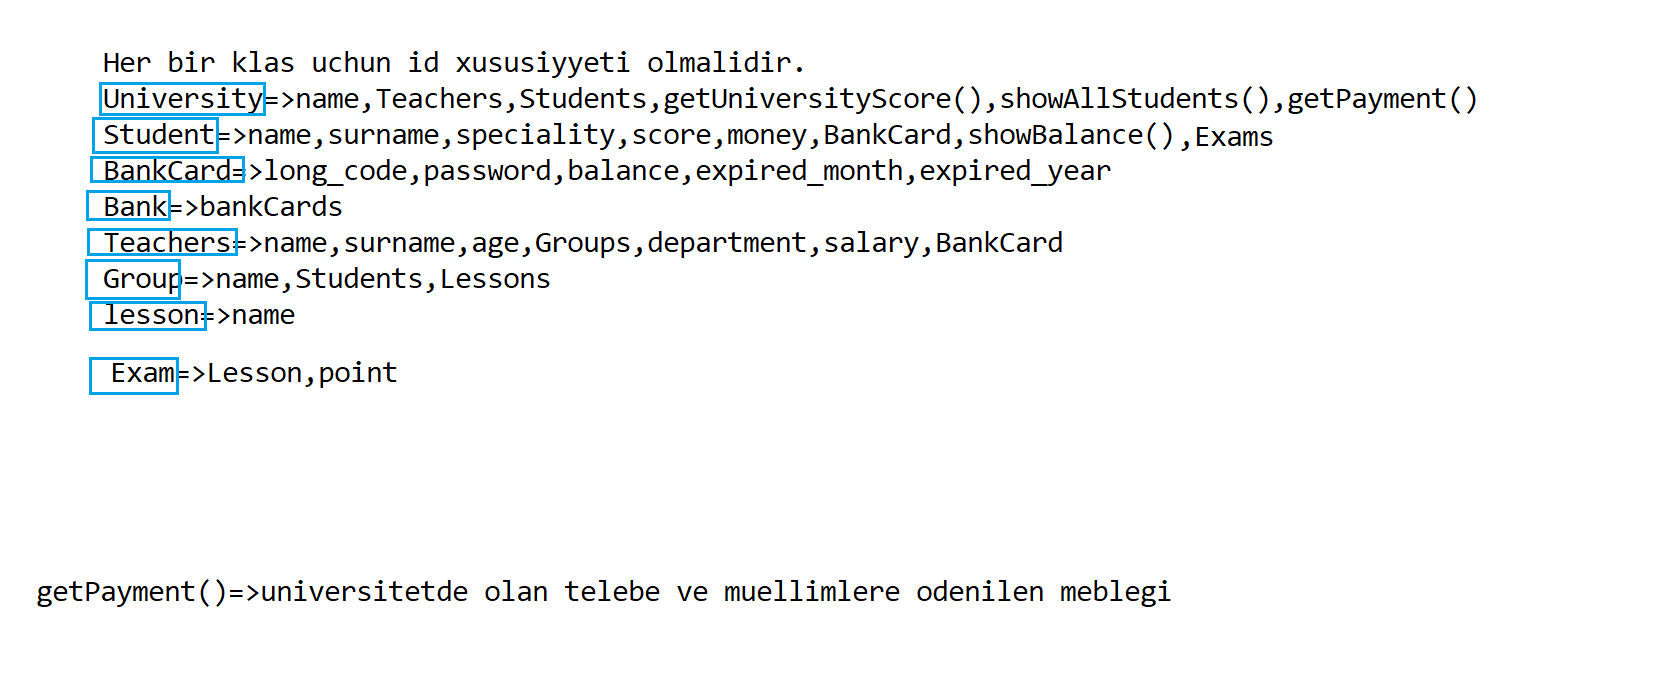 Her bir klas uchun id xususiyyeti olmalidir.
University=>name,Teachers,Students,getUniversityScore(),showAllStudents(),getPayment()
Student=>name,surname,speciality,score,money,BankCard,showBalance(),Exams
BankCard=>long_code,password,balance,expired_month,expired_year
Bank=>bankCards
Teachers=>name,surname,age,Groups,department,salary,BankCard
Group=>name,Students,Lessons
lesson=>name
Exam=>Lesson,point
getPayment()=>universitetde olan telebe ve muellimlere odenilen meblegi